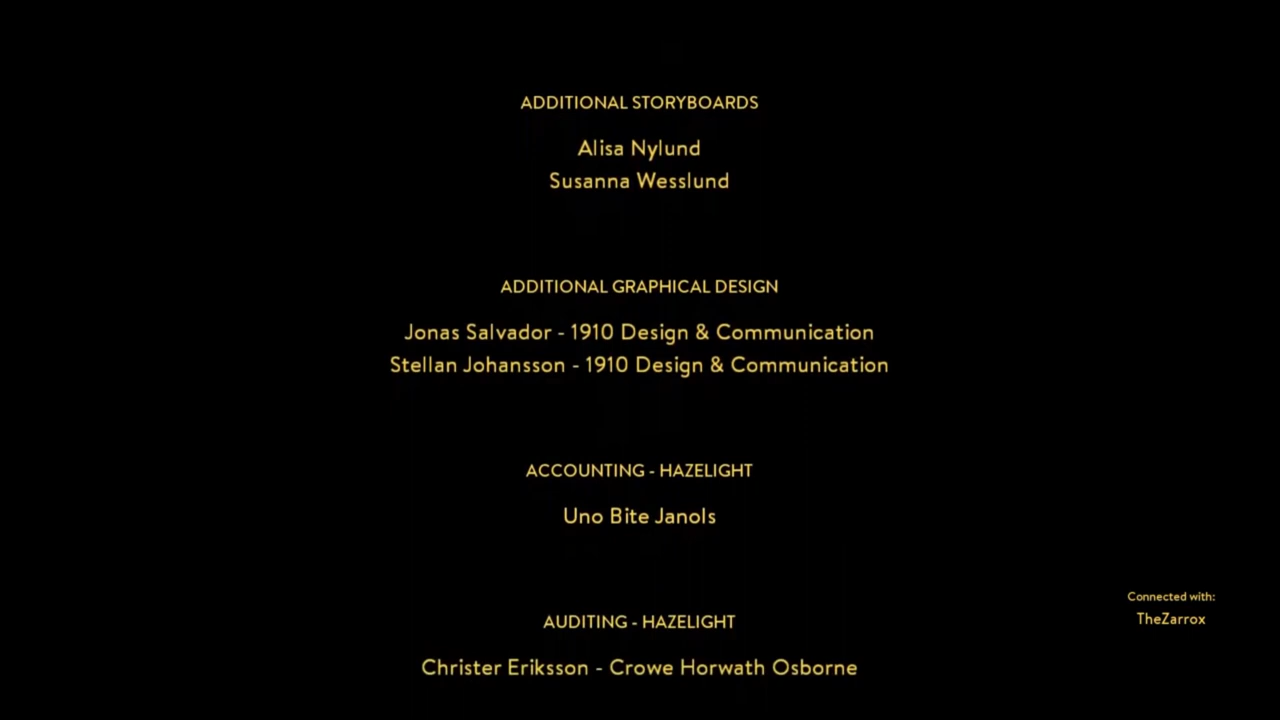 ADDITIONAL STORYBOARDS
Alisa Nylund
Susanna Wesslund
ADDITIONAL GRAPHICAL DESIGN
Jonas Salvador - 1910 Design & Communication
Stellan Johansson - 1910 Design & Communication
ACCOUNTING - HAZELIGHT
Uno Bite Janols
Connected with:
TheZarrox
AUDITING - HAZELIGHT
Christer Eriksson - Crowe Horwath Osborne